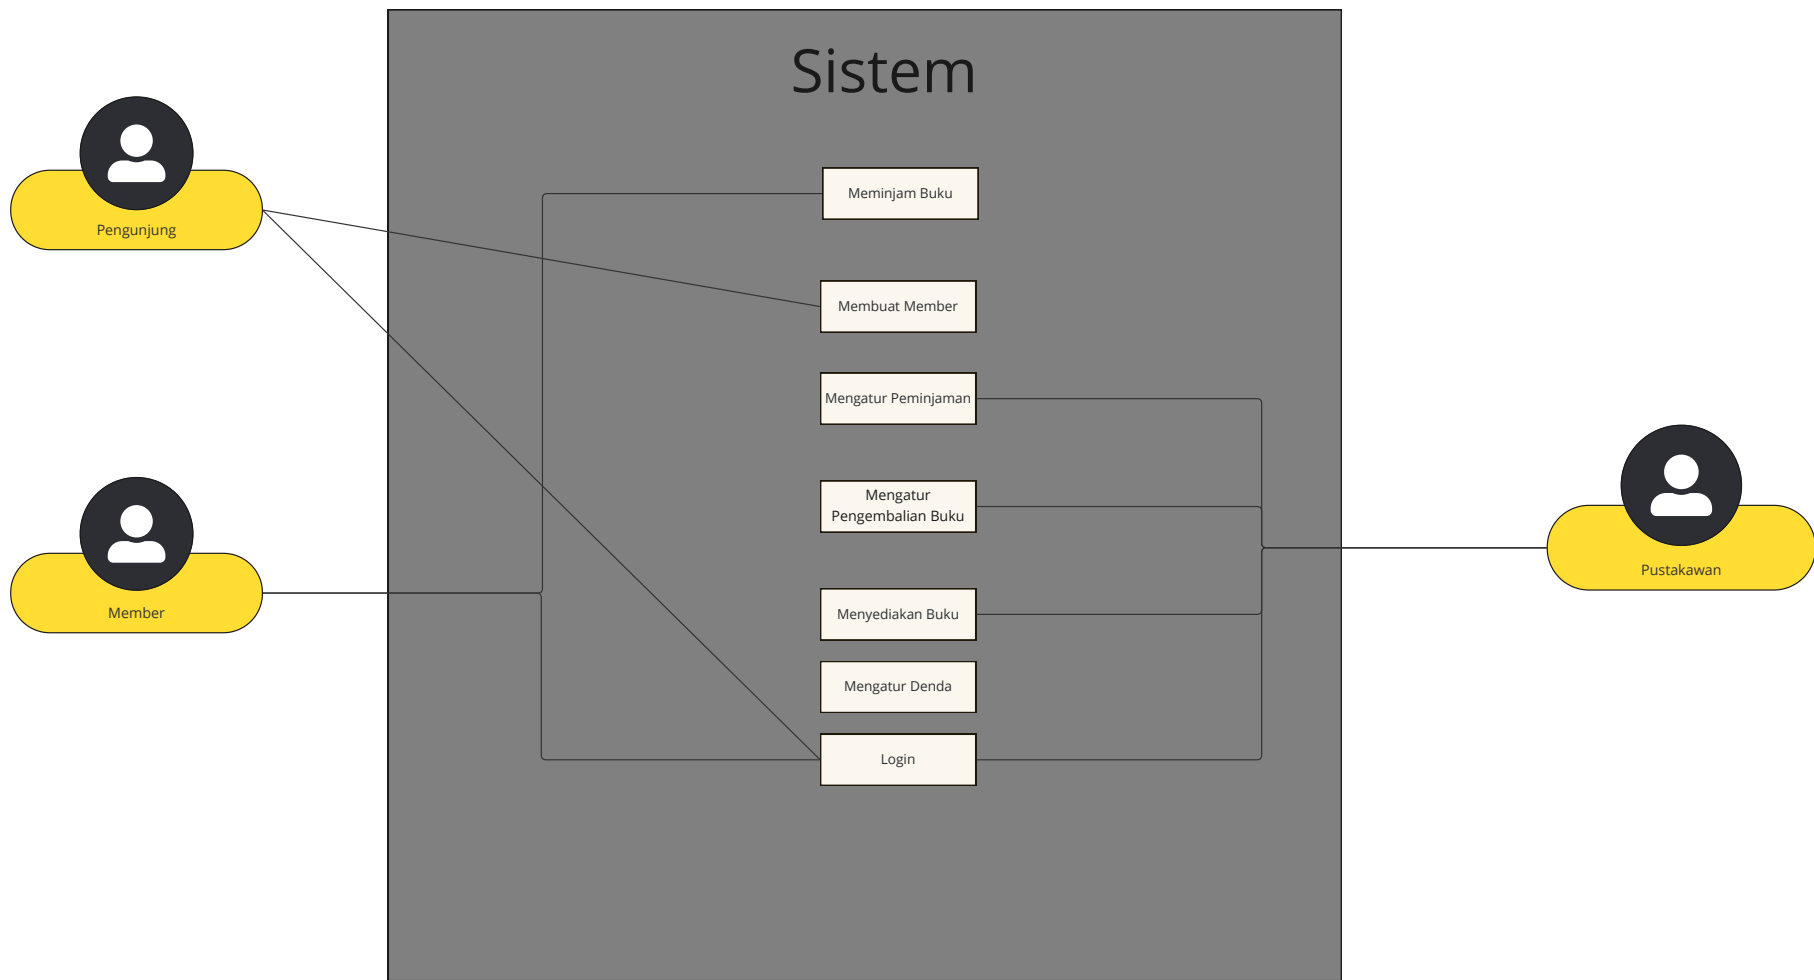 Sistem
Pengunjung
Member
Meminjam Buku
Membuat Member
Mengatur Peminjaman
Mengatur
Pengembalian Buku
Menyediakan Buku
Mengatur Denda
Login
Pustakawan